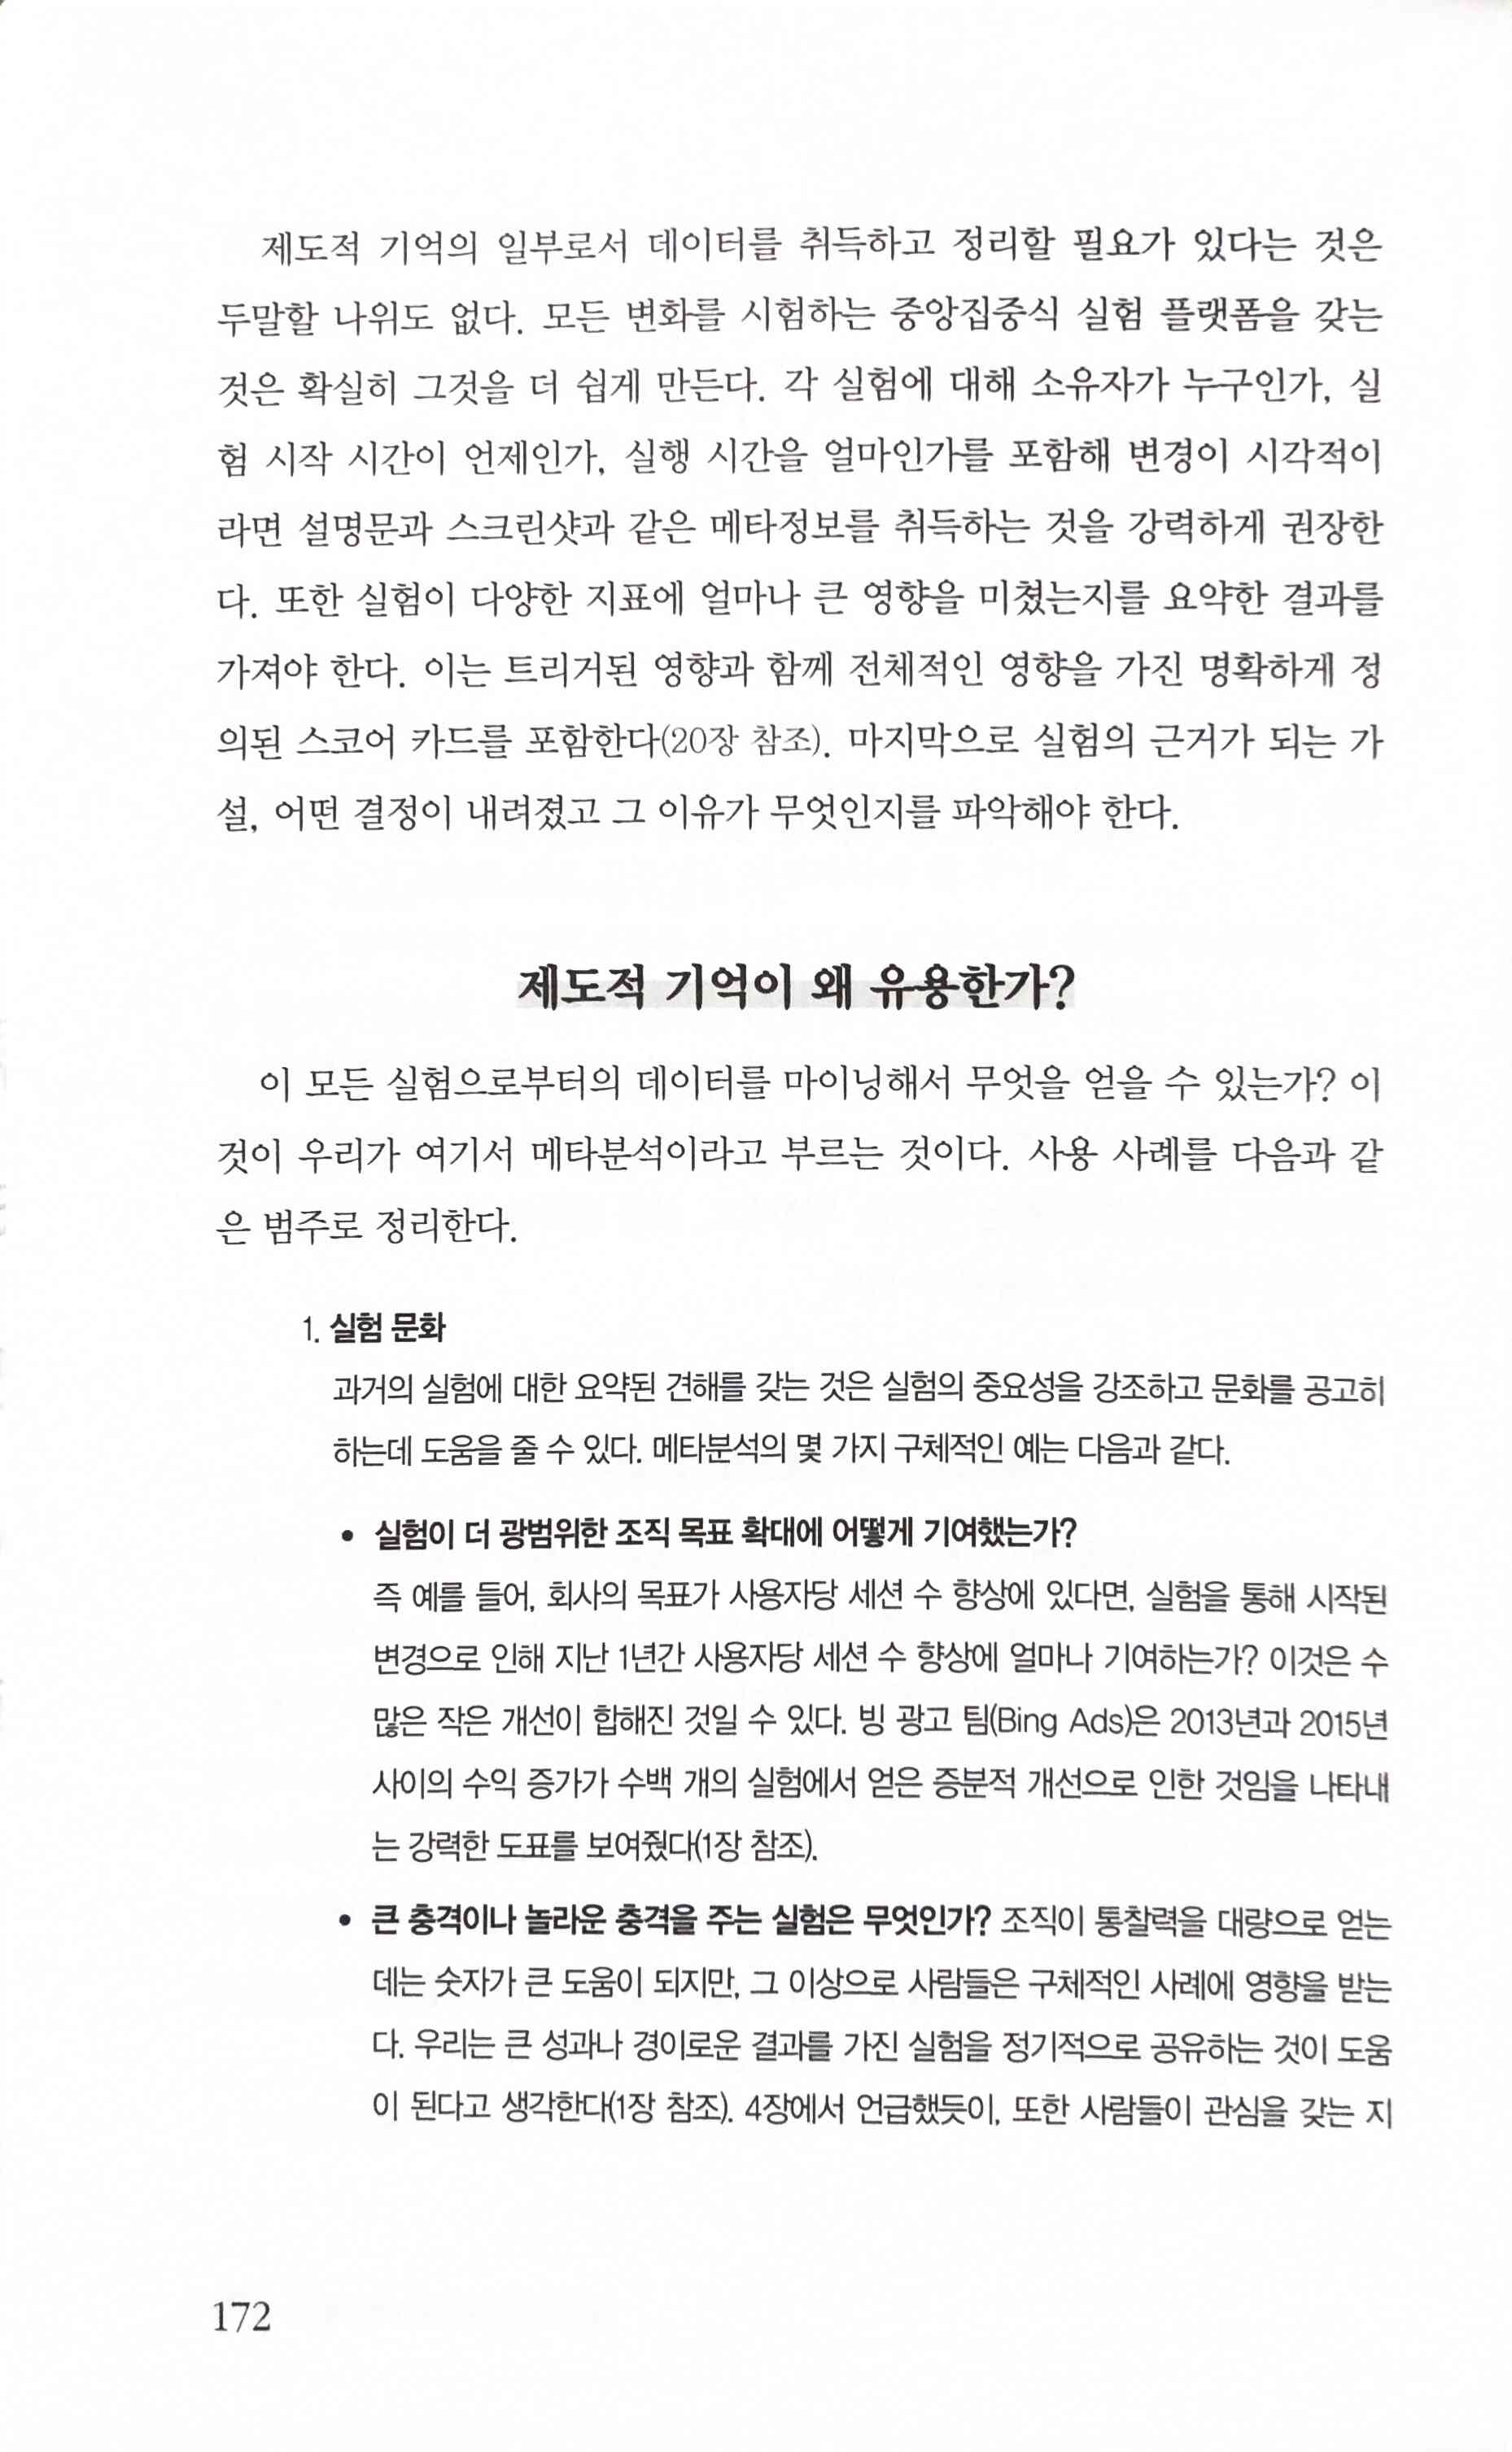 제도적 기억의 일부로서 데이터를 취득하고 정리할 필요가 있다는 것은
두말할 나위도 없다. 모든 변화를 시험하는 중앙집중식 실험 플랫폼을 갖는
것은 확실히 그것을 더 쉽게 만든다. 각 실험에 대해 소유자가 누구인가, 실
험 시작 시간이 언제인가, 실행 시간을 얼마인가를 포함해 변경이 시각적이
라면 설명문과 스크린샷과 같은 메타정보를 취득하는 것을 강력하게 권장한
다. 또한 실험이 다양한 지표에 얼마나 큰 영향을 미쳤는지를 요약한 결과를
가져야 한다. 이는 트리거된 영향과 함께 전체적인 영향을 가진 명확하게 정
의된 스코어 카드를 포함한다(20장 참조). 마지막으로 실험의 근거가 되는 가
설, 어떤 결정이 내려졌고 그 이유가 무엇인지를 파악해야 한다.
제도적 기억이 왜 유용한가?
이 모든 실험으로부터의 데이터를 마이닝해서 무엇을 얻을 수 있는가? 이
것이 우리가 여기서 메타분석이라고 부르는 것이다. 사용 사례를 다음과 같
은 범주로 정리한다.
1. 실험 문화
과거의 실험에 대한 요약된 견해를 갖는 것은 실험의 중요성을 강조하고 문화를 공고히
하는데 도움을 줄 수 있다. 메타분석의 몇 가지 구체적인 예는 다음과 같다.
• 실험이 더 광범위한 조직 목표 확대에 어떻게 기여했는가?
즉 예를 들어, 회사의 목표가 사용자당 세션 수 향상에 있다면, 실험을 통해 시작된
변경으로 인해 지난 1년간 사용자당 세션 수 향상에 얼마나 기여하는가? 이것은 수
많은 작은 개선이 합해진 것일 수 있다. 빙 광고 팀(Bing Ads)은 2013년과 2015년
사이의 수익 증가가 수백 개의 실험에서 얻은 증분적 개선으로 인한 것임을 나타내
는 강력한 도표를 보여줬다(1장 참조).
• 큰 충격이나 놀라운 충격을 주는 실험은 무엇인가? 조직이 통찰력을 대량으로 얻는
데는 숫자가 큰 도움이 되지만, 그 이상으로 사람들은 구체적인 사례에 영향을 받는
다. 우리는 큰 성과나 경이로운 결과를 가진 실험을 정기적으로 공유하는 것이 도움
이 된다고 생각한다(1장 참조). 4장에서 언급했듯이, 또한 사람들이 관심을 갖는 지
172